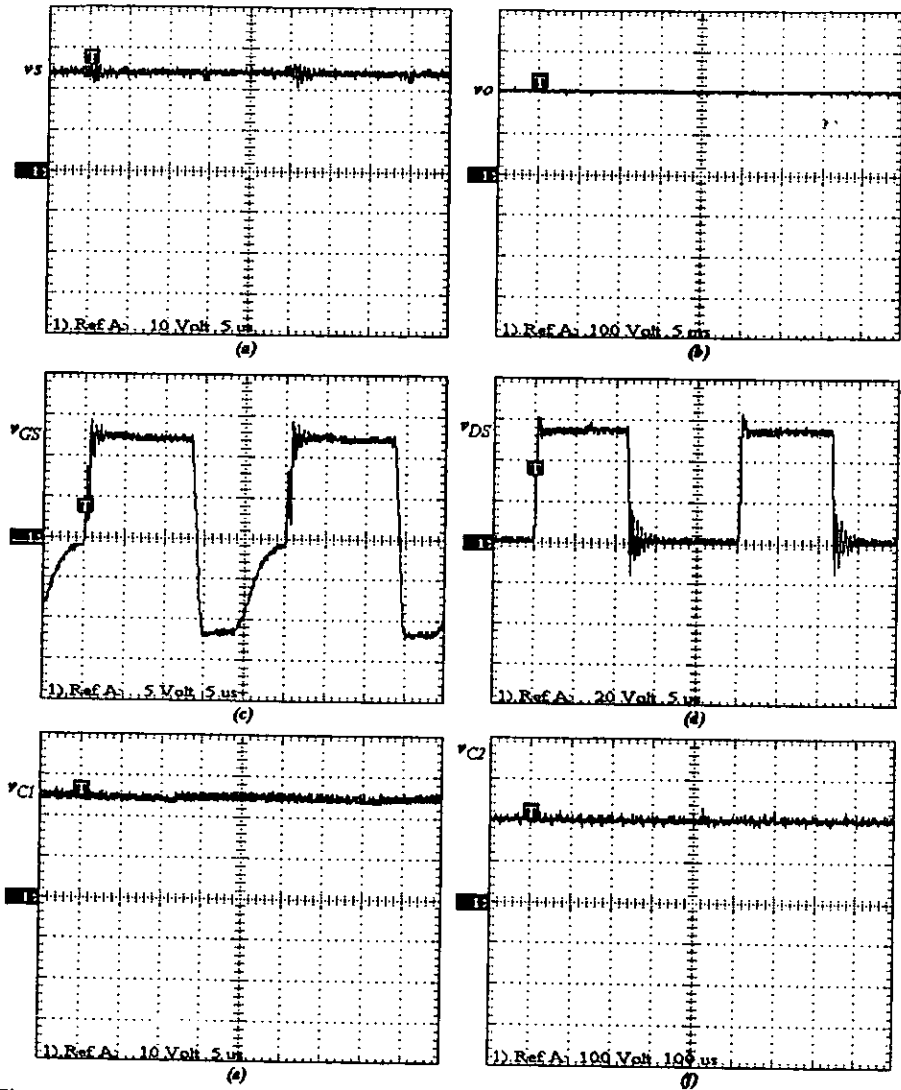 T
vs
1
1) Ref A: 10 Volt 5 us
(a)
T
vo
1
1) Ref A: 100 Volt 5 ms
(b)
vGS
T
1
1) Ref A: 5 Volt 5 us
(c)
vDS
T
1
1) Ref A: 20 Volt 5 us
(d)
vC1
T
1
1) Ref A: 10 Volt 5 us
(e)
vC2
T
1
1) Ref A: 100 Volt 100 us
(f)